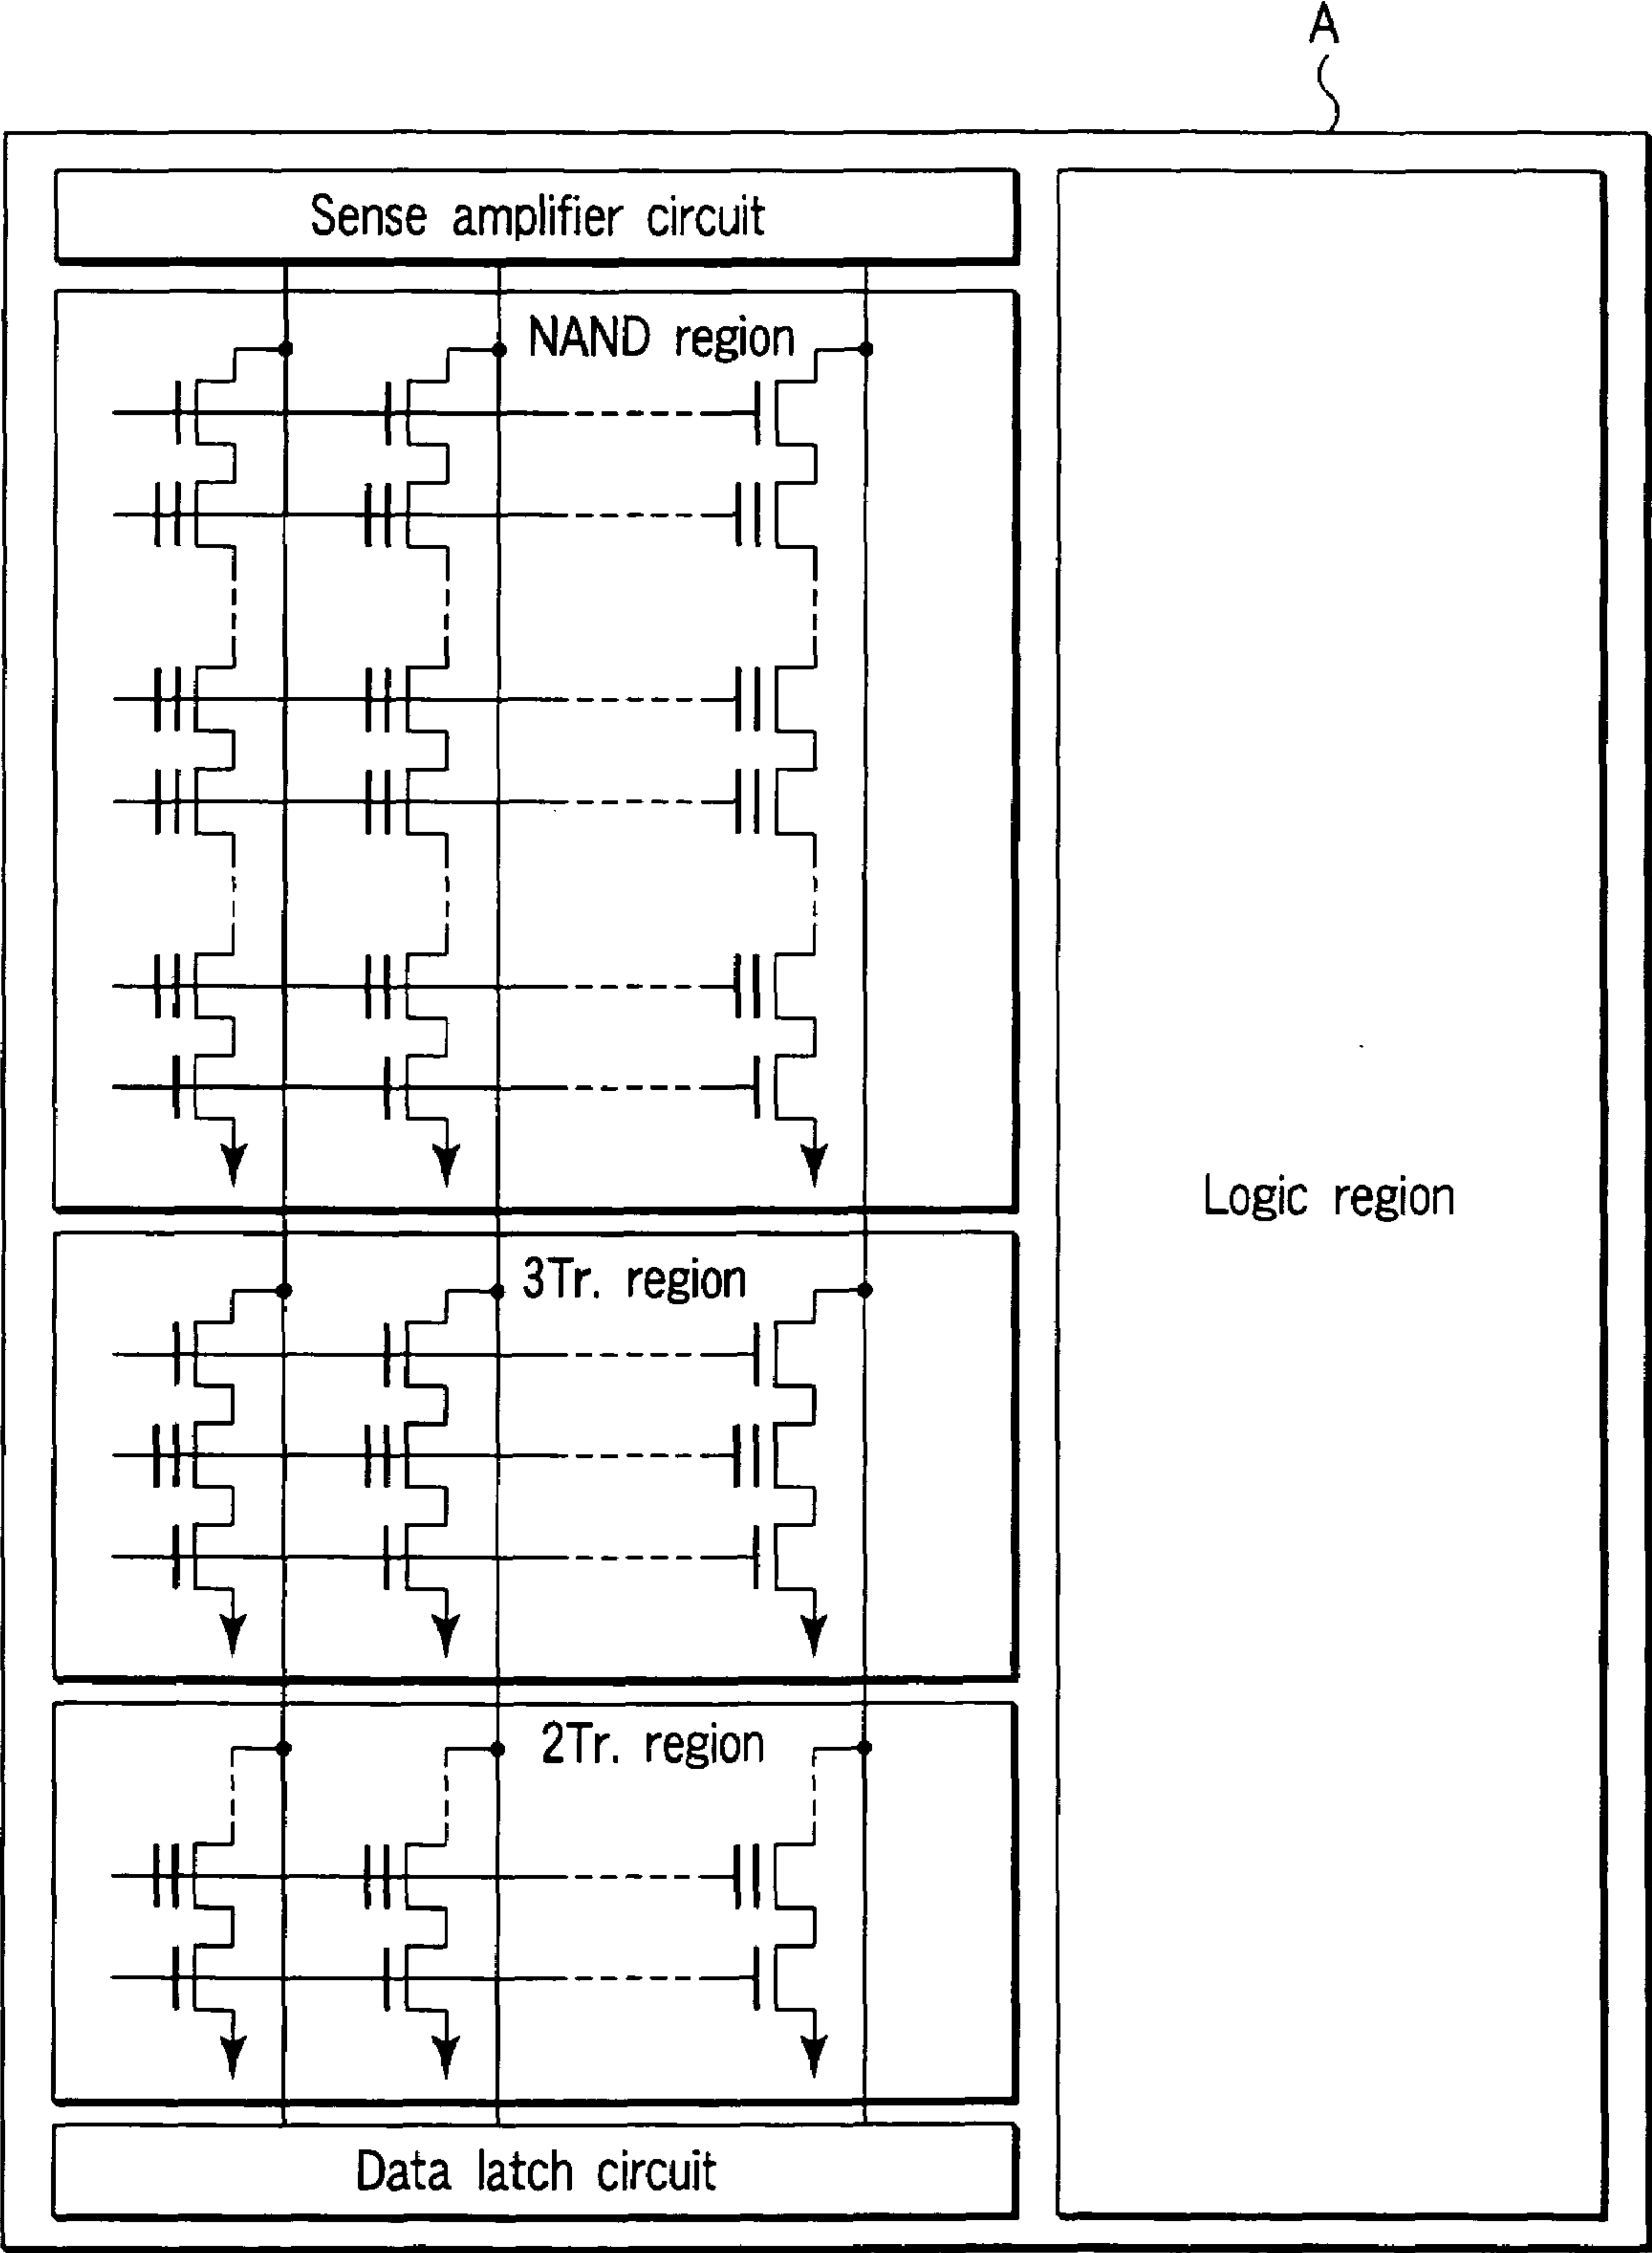 A
Sense amplifier circuit
NAND region
Logic region
3Tr. region
2Tr. region
Data latch circuit